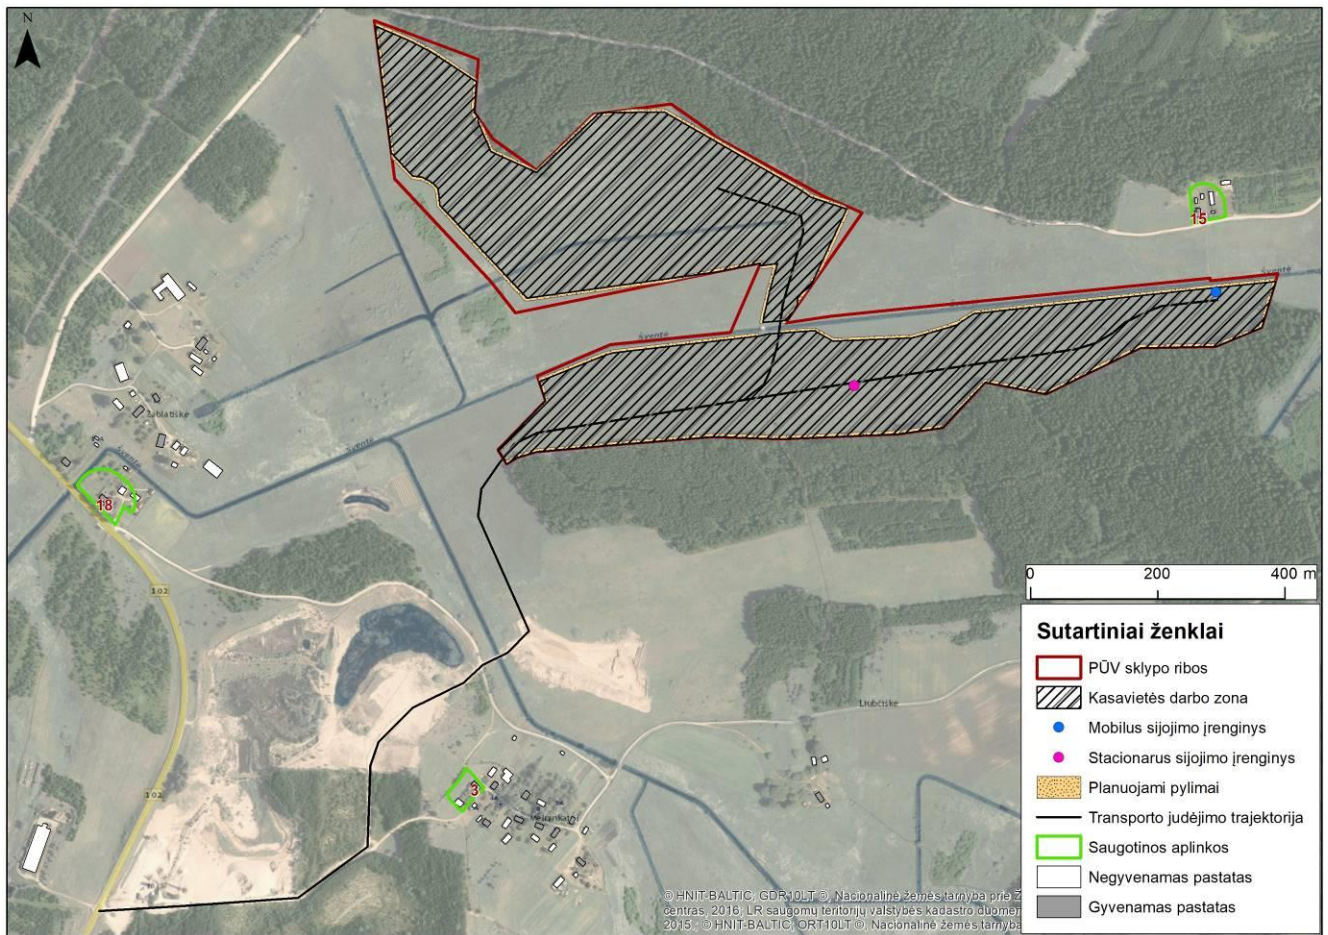 N
15
Šventė
Šventė
Žablatiškė
Šventė
Šventė
18
102
0 200 400 m
Sutartiniai ženklai
PŪV sklypo ribos
Kasavietės darbo zona
Liubčiškė
Mobilus sijojimo įrenginys
Stacionarus sijojimo įrenginys
3
Planuojami pylimai
102
Transporto judėjimo trajektorija
Saugotinos aplinkos
Negyvenamas pastatas
Gyvenamas pastatas
© HNIT-BALTIC, GDR10LT ©, Nacionalinė žemės tarnyba prie Ž
centras, 2016; LR saugomų teritorijų valstybės kadastro duomen
2015.; © HNIT-BALTIC, ORT10LT ©, Nacionalinė žemės tarnyba